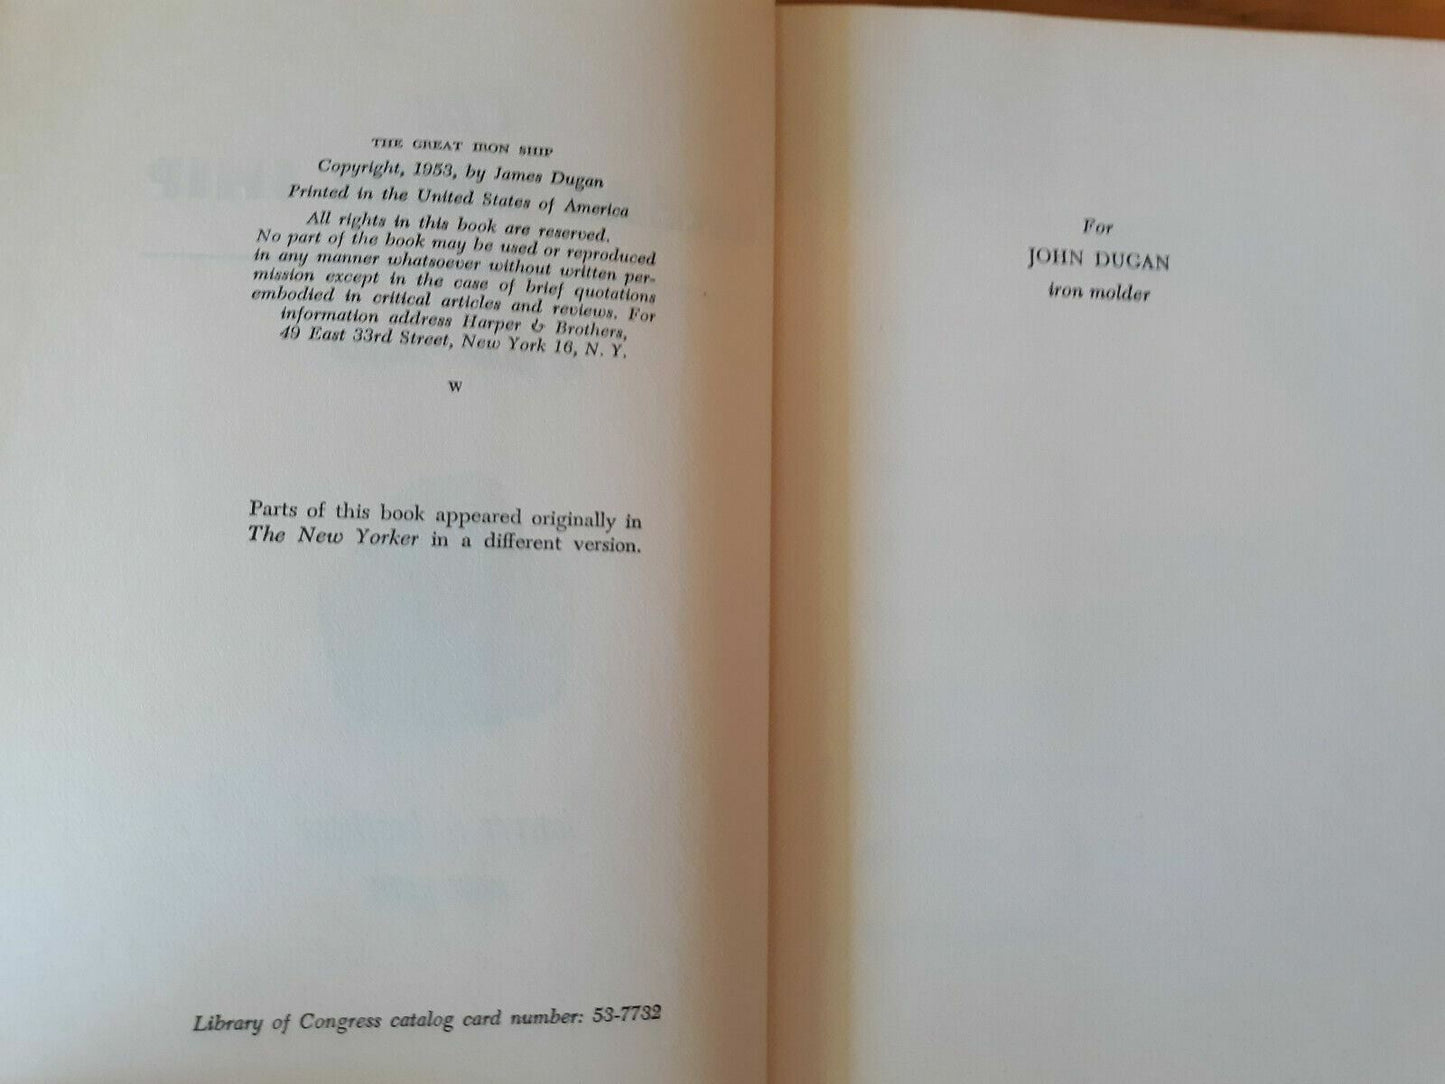 THE GREAT IRON SHIP
Copyright, 1953, by James Dugan
Printed in the United States of America
All rights in this book are reserved.
No part of the book may be used or reproduced
in any manner whatsoever without written per-
mission except in the case of brief quotations
embodied in critical articles and reviews. For
information address Harper & Brothers,
49 East 33rd Street, New York 16, N. Y.
W
Parts of this book appeared originally in
The New Yorker in a different version.
Library of Congress catalog card number: 53-7732
For
JOHN DUGAN
iron molder